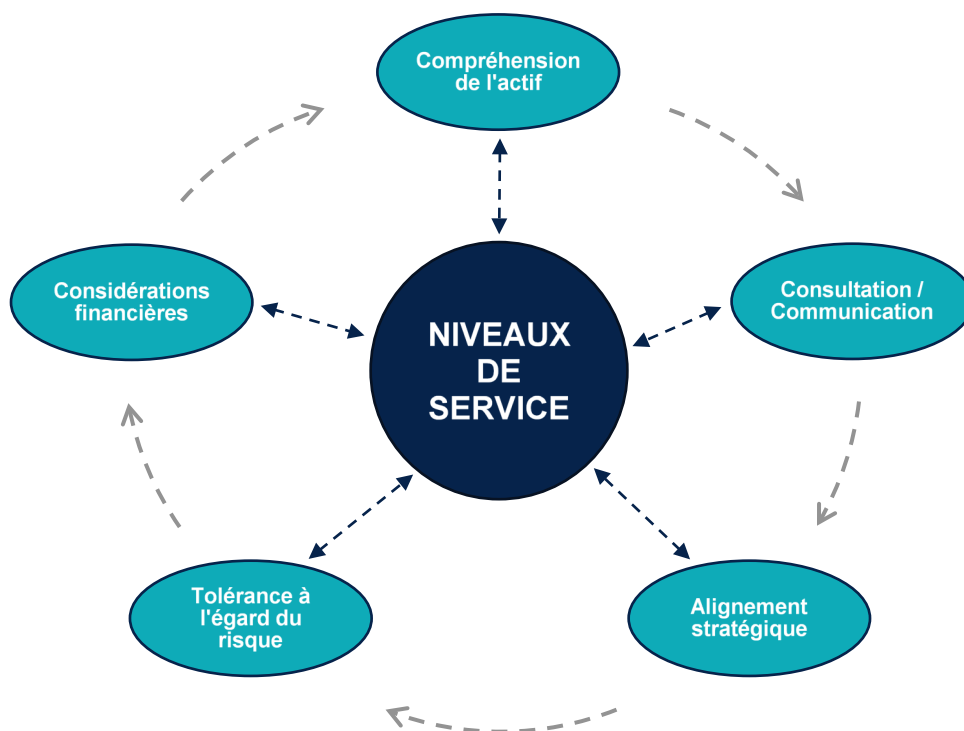 Compréhension
de l'actif
Considérations
financières
Consultation /
Communication
NIVEAUX
DE
SERVICE
Tolérance à
l'égard du
risque
Alignement
stratégique